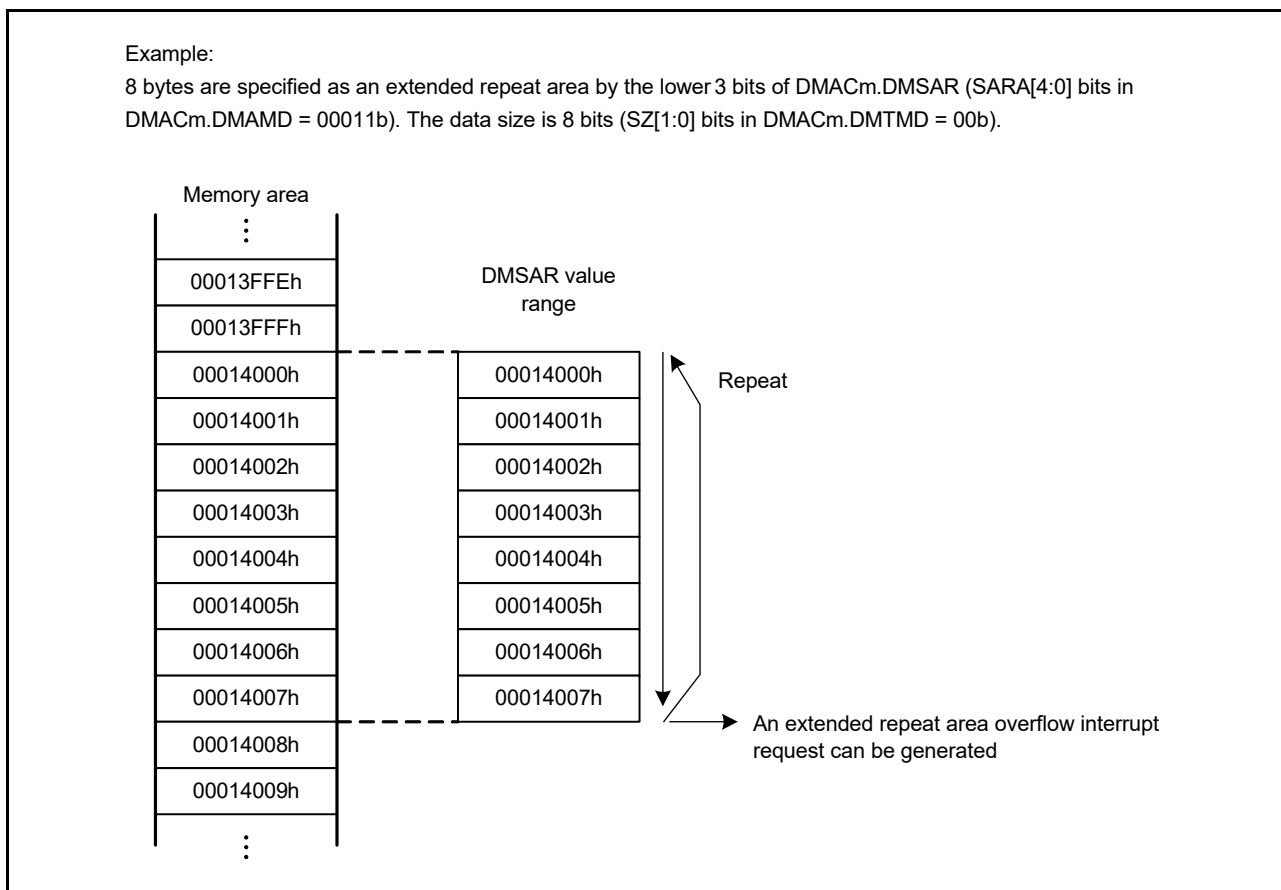 Example:
8 bytes are specified as an extended repeat area by the lower 3 bits of DMACm.DMSAR (SARA[4:0] bits in
DMACm.DMAMD = 00011b). The data size is 8 bits (SZ[1:0] bits in DMACm.DMTMD = 00b).
Memory area
⋮
00013FFEh
00013FFFh
00014000h
00014001h
00014002h
00014003h
00014004h
00014005h
00014006h
00014007h
00014008h
00014009h
⋮
DMSAR value
range
00014000h
00014001h
00014002h
00014003h
00014004h
00014005h
00014006h
00014007h
Repeat
An extended repeat area overflow interrupt
request can be generated